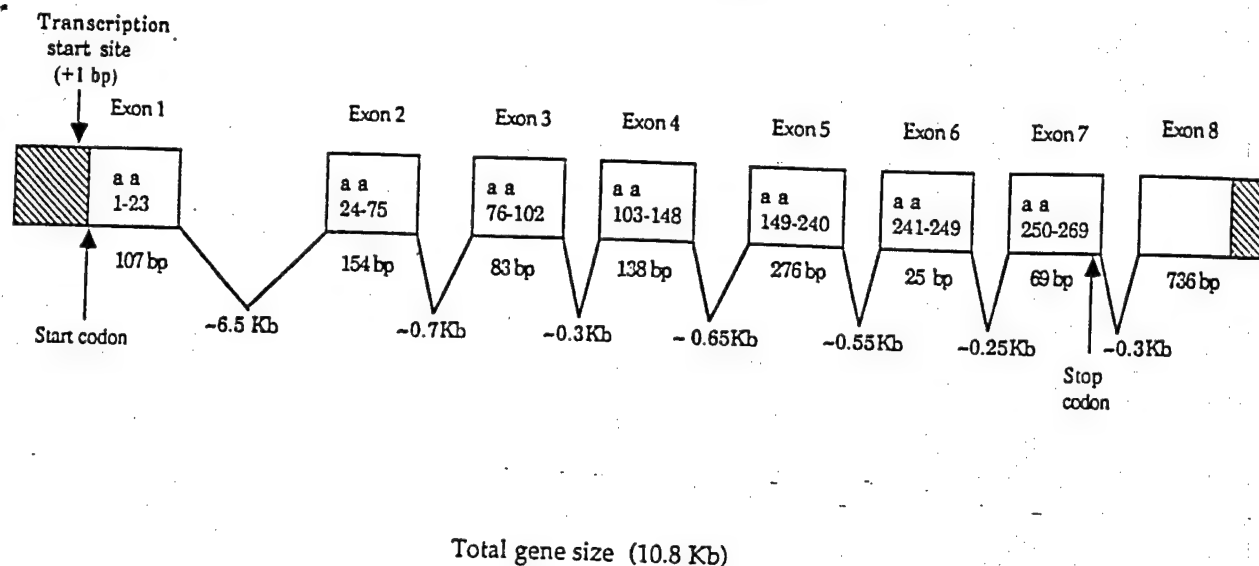 Transcription
start site
(+1 bp)
Exon 1
Exon 2
Exon 3
Exon 4
Exon 5
Exon 6
Exon 7
Exon 8
a a
1-23
a a
24-75
a a
76-102
a a
103-148
a a
149-240
a a
241-249
a a
250-269
107 bp
154 bp
83 bp
138 bp
276 bp
25 bp
69 bp
736 bp
Start codon
~6.5 Kb
~0.7Kb
~0.3Kb
~ 0.65Kb
~0.55Kb
~0.25Kb
~0.3Kb
Stop
codon
Total gene size (10.8 Kb)